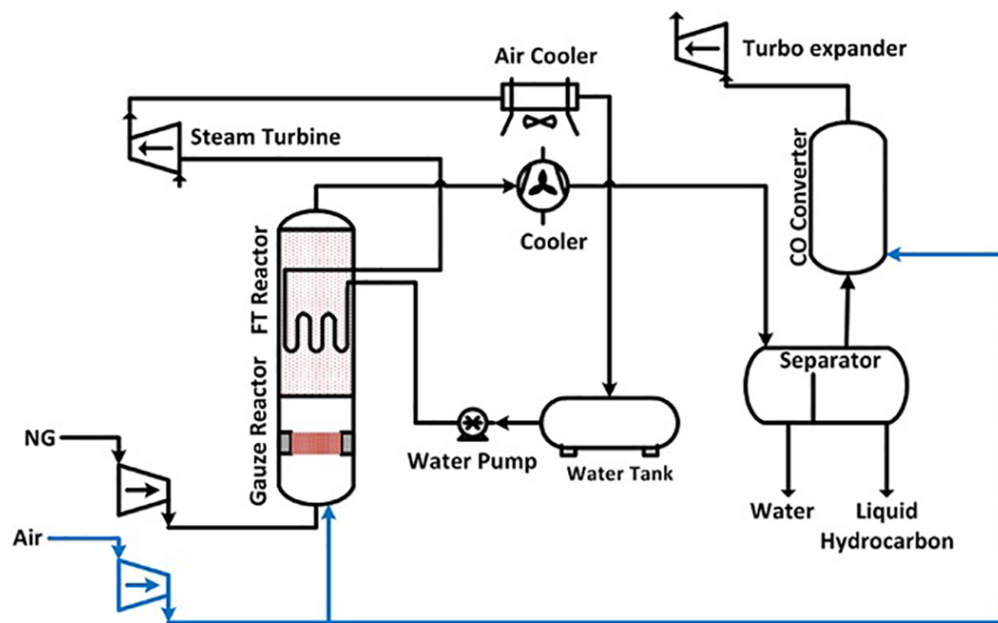 Turbo expander
Air Cooler
Steam Turbine
CO Converter
Cooler
FT Reactor
Gauze Reactor
Separator
NG
Water Pump
Water Tank
Water
Liquid
Hydrocarbon
Air